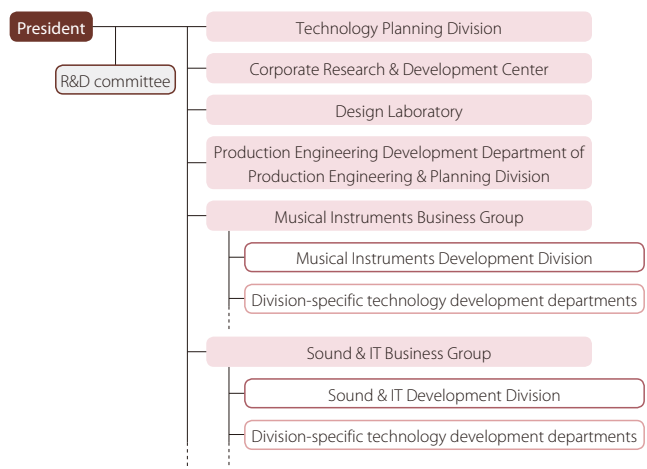 President
Technology Planning Division
R&D committee
Corporate Research & Development Center
Design Laboratory
Production Engineering Development Department of
Production Engineering & Planning Division
Musical Instruments Business Group
Musical Instruments Development Division
Division-specific technology development departments
Sound & IT Business Group
Sound & IT Development Division
Division-specific technology development departments